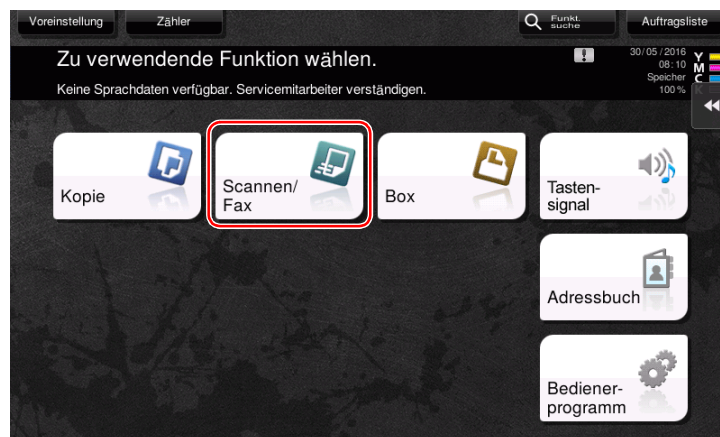 Voreinstellung
Zähler
Funkt.
suche
Auftragsliste
Zu verwendende Funktion wählen.
Keine Sprachdaten verfügbar. Servicemitarbeiter verständigen.
30/05/2016
08:10
Speicher
100 %
Y
M
C
K
Kopie
Scannen/
Fax
Box
Tasten-
signal
Adressbuch
Bediener-
programm